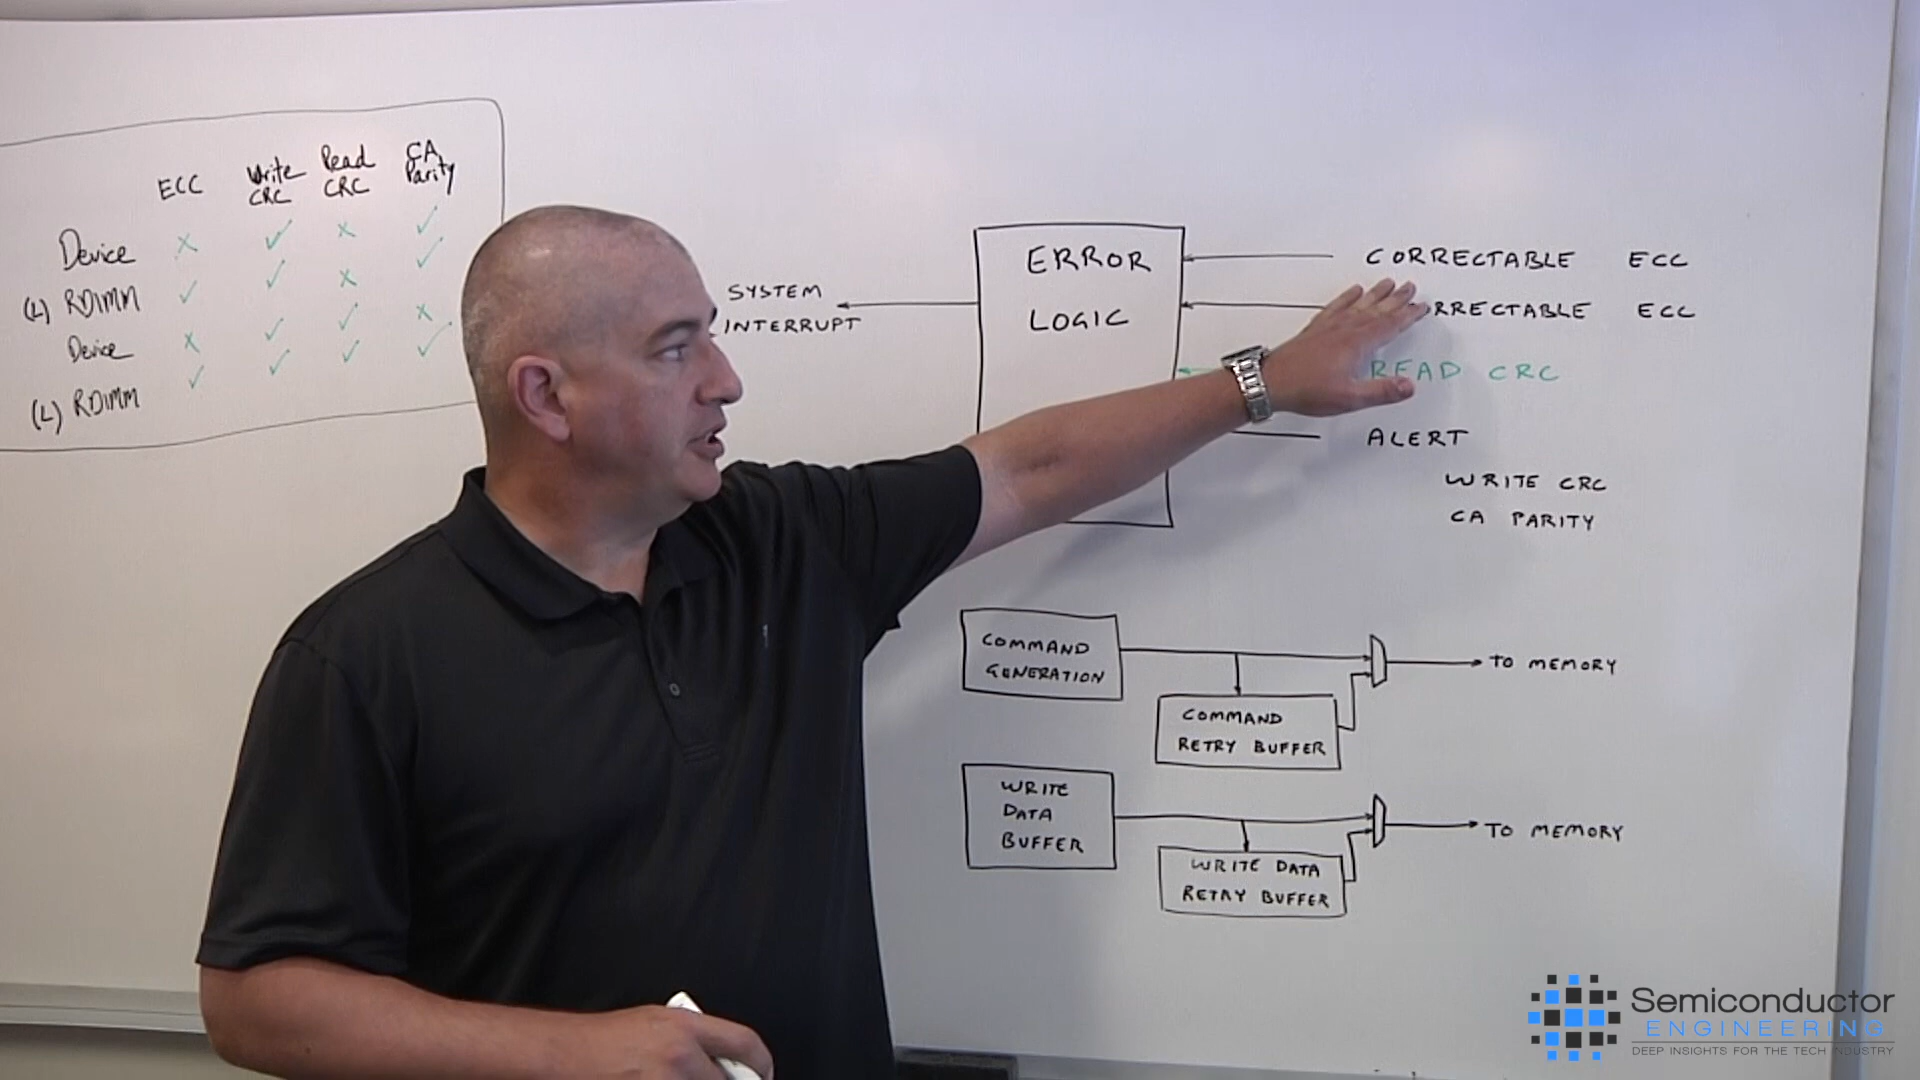 ECC Write CRC Read CRC CA Parity
Device x ✓ x ✓
(L) RDIMM ✓ ✓ x ✓
Device x ✓ ✓ x
(L) RDIMM ✓ ✓ ✓ ✓
SYSTEM
INTERRUPT
ERROR
LOGIC
CORRECTABLE ECC
ECC
READ CRC
ALERT
WRITE CRC
CA PARITY
COMMAND
GENERATION
COMMAND
RETRY BUFFER
TO MEMORY
WRITE
DATA
BUFFER
WRITE DATA
RETRY BUFFER
TO MEMORY
Semiconductor
ENGINEERING
DEEP INSIGHTS FOR THE TECH INDUSTRY